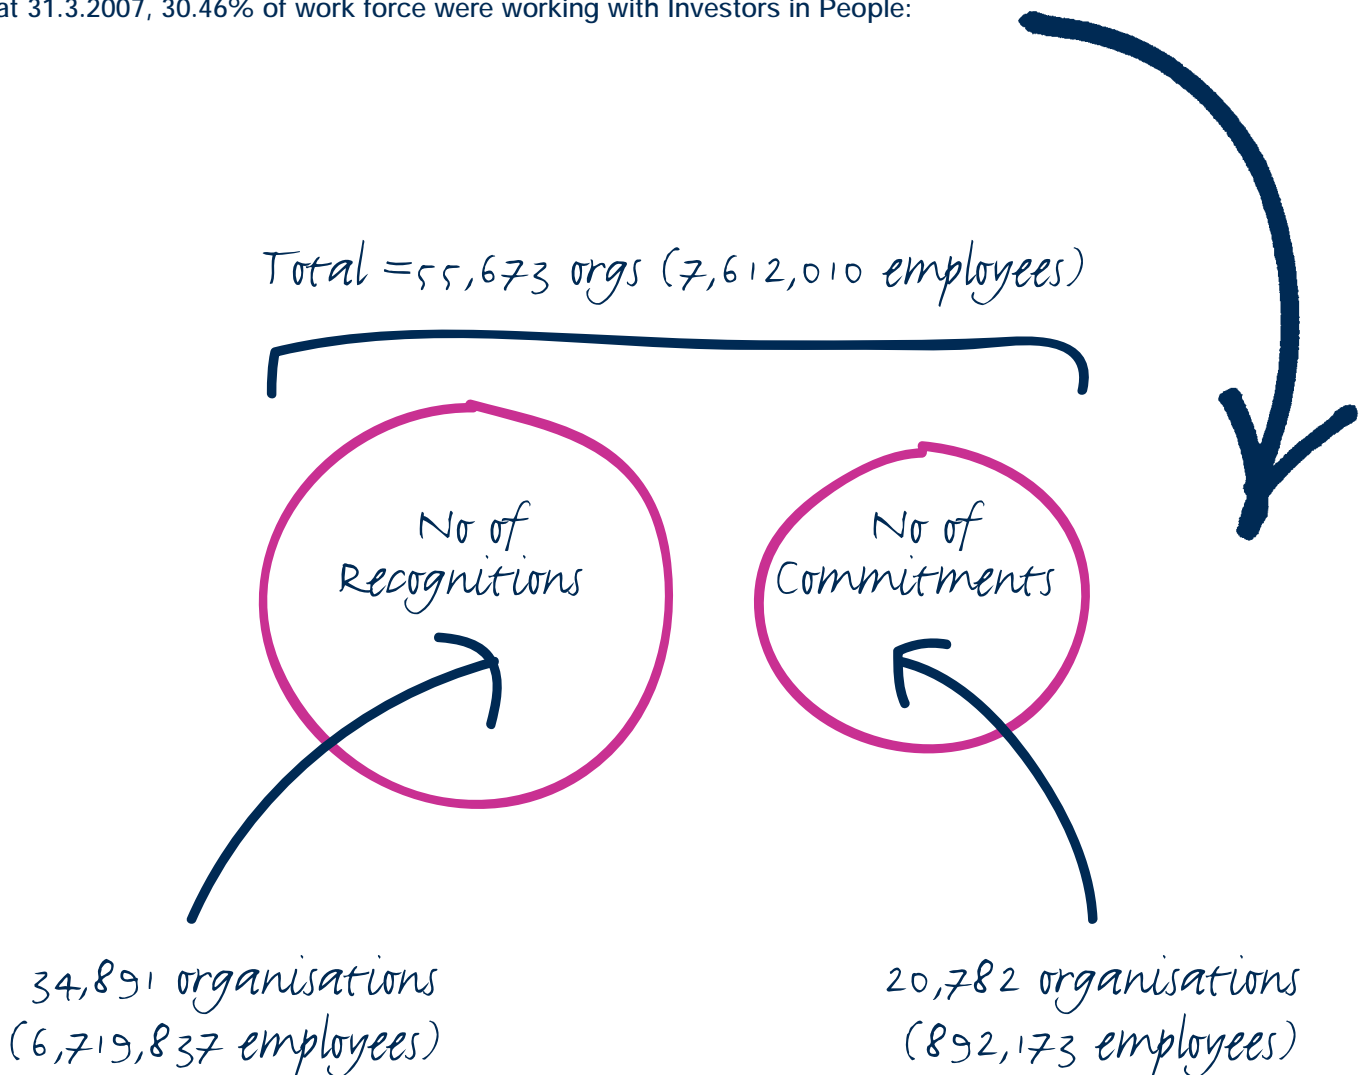 at 31.3.2007, 30.46% of work force were working with Investors in People:
Total =55,673 orgs (7,612,010 employees)
No of
Recognitions
No of
Commitments
34,891 organisations
(6,719,837 employees)
20,782 organisations
(892,173 employees)